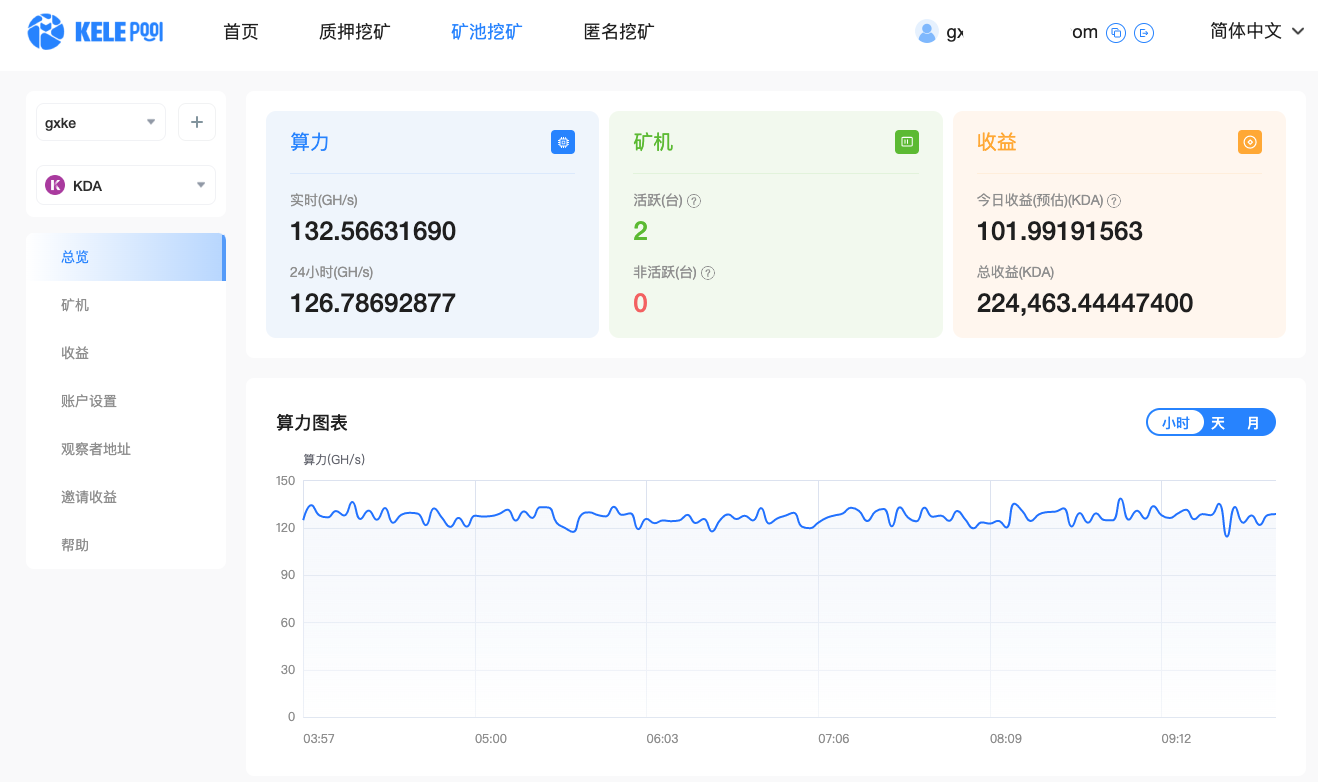 KELE POOL 首页 质押挖矿 矿池挖矿 匿名挖矿 gx om 简体中文
gxke +
KDA
总览
矿机
收益
账户设置
观察者地址
邀请收益
帮助
算力
实时(GH/s)
132.56631690
24小时(GH/s)
126.78692877
矿机
活跃(台) ?
2
非活跃(台) ?
0
收益
今日收益(预估)(KDA) ?
101.99191563
总收益(KDA)
224,463.44447400
算力图表 小时 天 月
算力(GH/s)
150
120
90
60
30
0
03:57 05:00 06:03 07:06 08:09 09:12